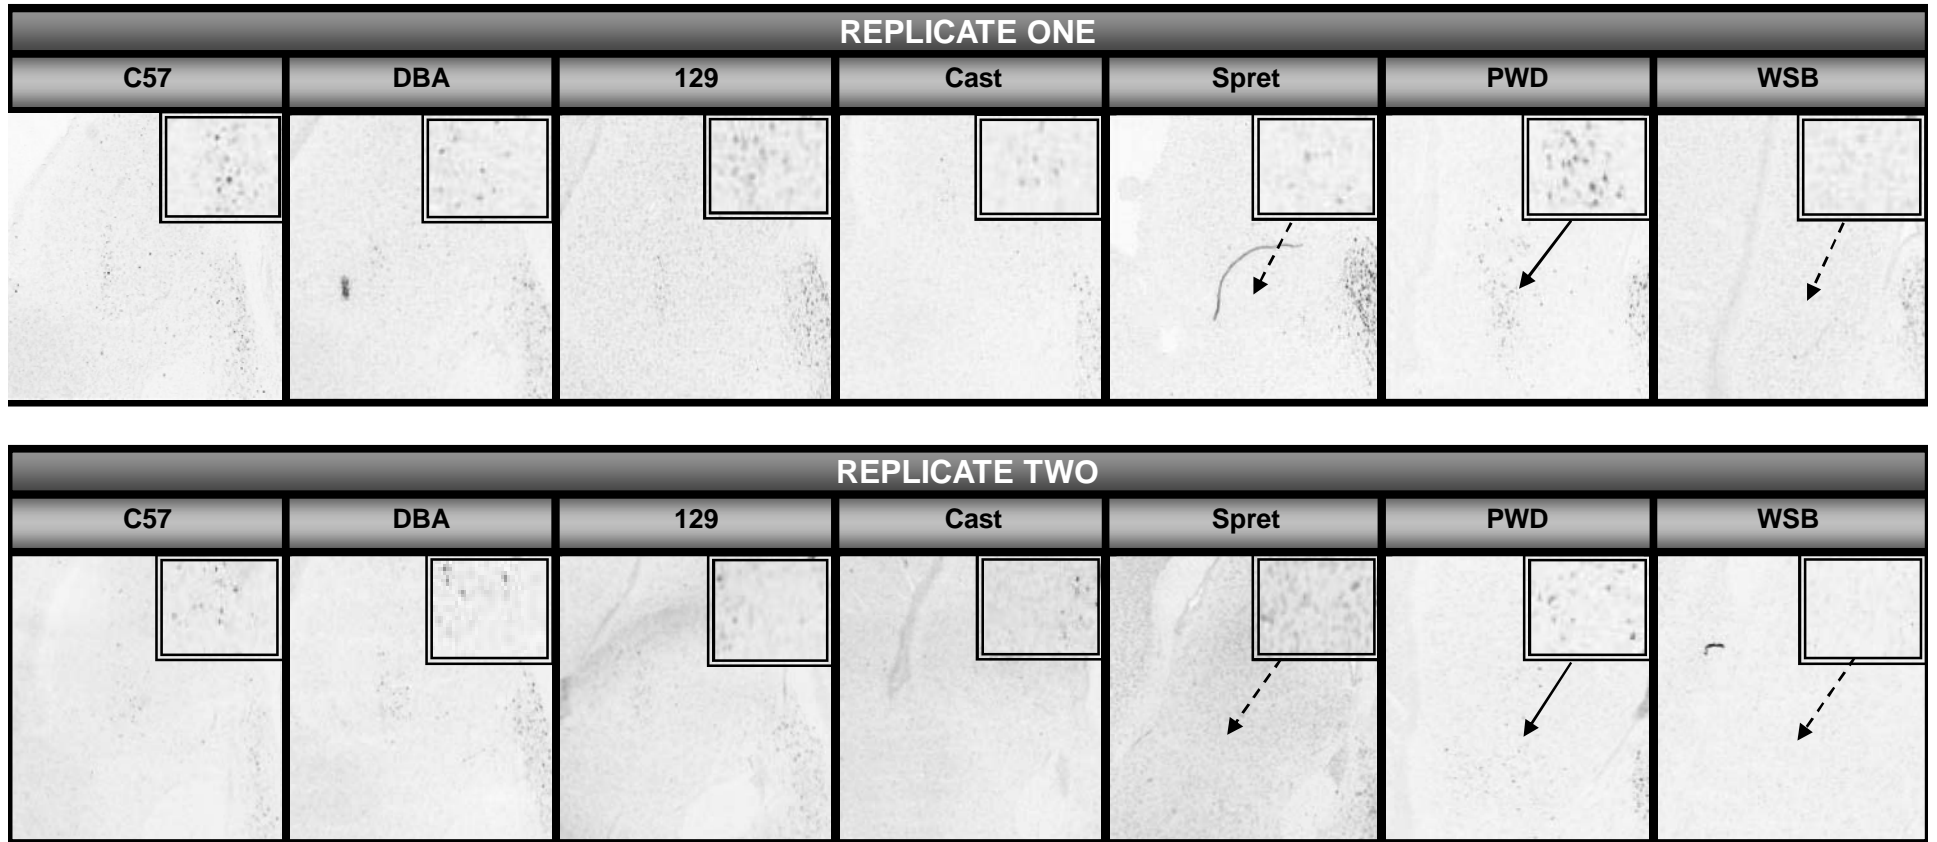 REPLICATE ONE
C57 DBA 129 Cast Spret PWD WSB
REPLICATE TWO
C57 DBA 129 Cast Spret PWD WSB